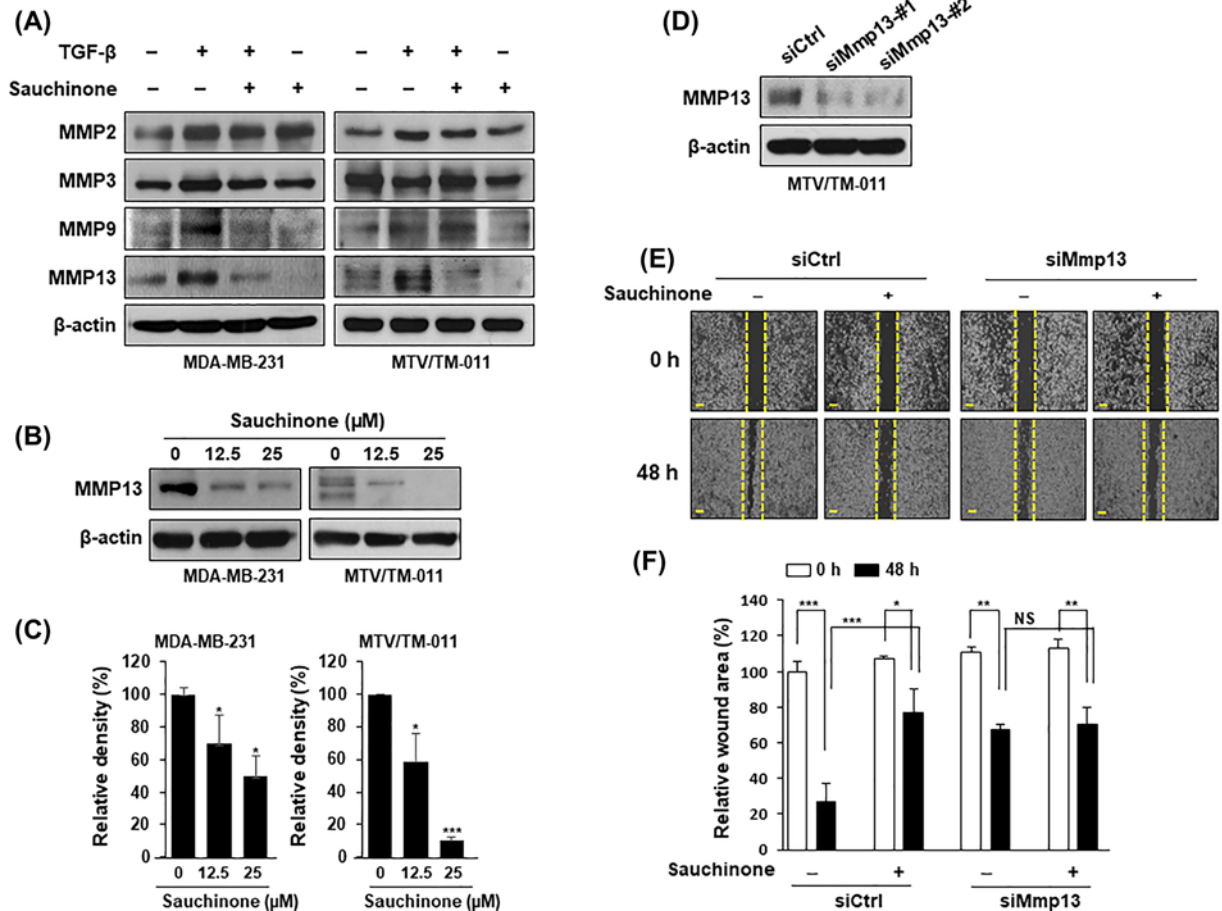 (A)
TGF-β – + + – – + + –
Sauchinone – – + + – – + +
MMP2
MMP3
MMP9
MMP13
β-actin
MDA-MB-231 MTV/TM-011
(B)
Sauchinone (µM)
0 12.5 25 0 12.5 25
MMP13
β-actin
MDA-MB-231 MTV/TM-011
(C)
MDA-MB-231
Relative density (%)
120
100
80
60
40
20
0
* *
0 12.5 25
Sauchinone (µM)
MTV/TM-011
Relative density (%)
120
100
80
60
40
20
0
* ***
0 12.5 25
Sauchinone (µM)
(D)
siCtrl siMmp13-#1 siMmp13-#2
MMP13
β-actin
MTV/TM-011
(E)
siCtrl siMmp13
Sauchinone – + – +
0 h
48 h
(F)
0 h 48 h
Relative wound area (%)
140
120
100
80
60
40
20
0
*** * ** **
*** NS
Sauchinone – + – +
siCtrl siMmp13